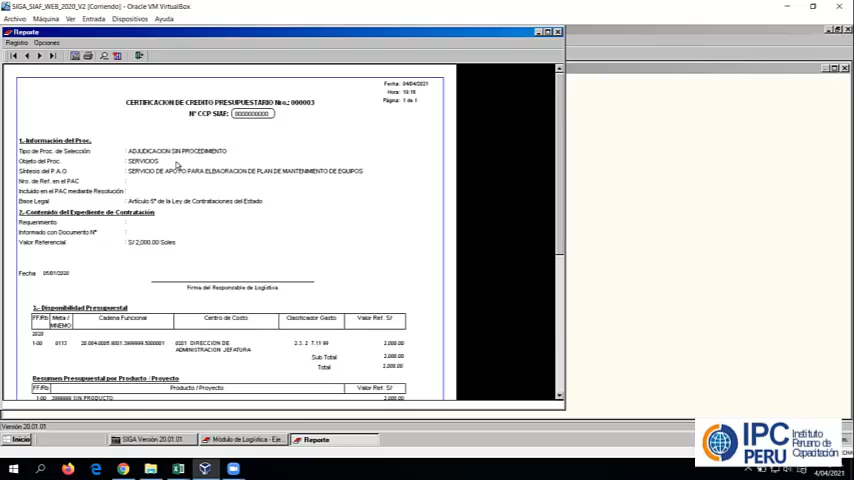 SIGA_SIAF_WEB_2020_V2 [Corriendo] - Oracle VM VirtualBox
Archivo Máquina Ver Entrada Dispositivos Ayuda
Reporte
Registro Opciones
Fecha: 04/04/2021
Hora: 19:16
Página: 1 de 1
CERTIFICACION DE CREDITO PRESUPUESTARIO Nro.: 000003
N° CCP SIAF: 0000000000
1.-Información del Proc.
Tipo de Proc. de Selección : ADJUDICACION SIN PROCEDIMIENTO
Objeto del Proc. : SERVICIOS
Síntesis del P.A.O : SERVICIO DE APOYO PARA ELBAORACION DE PLAN DE MANTENIMIENTO DE EQUIPOS
Nro. de Ref. en el PAC :
Incluido en el PAC mediante Resolución :
Base Legal : Artículo 5° de la Ley de Contrataciones del Estado
2.-Contenido del Expediente de Contratación
Requerimiento :
Informado con Documento N° :
Valor Referencial : S/ 2,000.00 Soles
Fecha 05/01/2020
Firma del Responsable de Logística
3.- Disponibilidad Presupuestal
FF/Rb Meta / MNEMO Cadena Funcional Centro de Costo Clasificador Gasto Valor Ref. S/
2020
1-00 0113 20.004.0005.9001.3999999.5000001 0201 DIRECCION DE ADMINISTRACION JEFATURA 2.3. 2 7.11 99 2,000.00
Sub Total 2,000.00
Total 2,000.00
Resumen Presupuestal por Producto / Proyecto
FF/Rb Producto / Proyecto Valor Ref. S/
1-00 3999999 SIN PRODUCTO 2,000.00
Versión 20.01.01
Inicio SIGA Versión 20.01.01 Módulo de Logística - Eje... Reporte
IPC PERU Instituto Peruano de Capacitación
4/04/2021